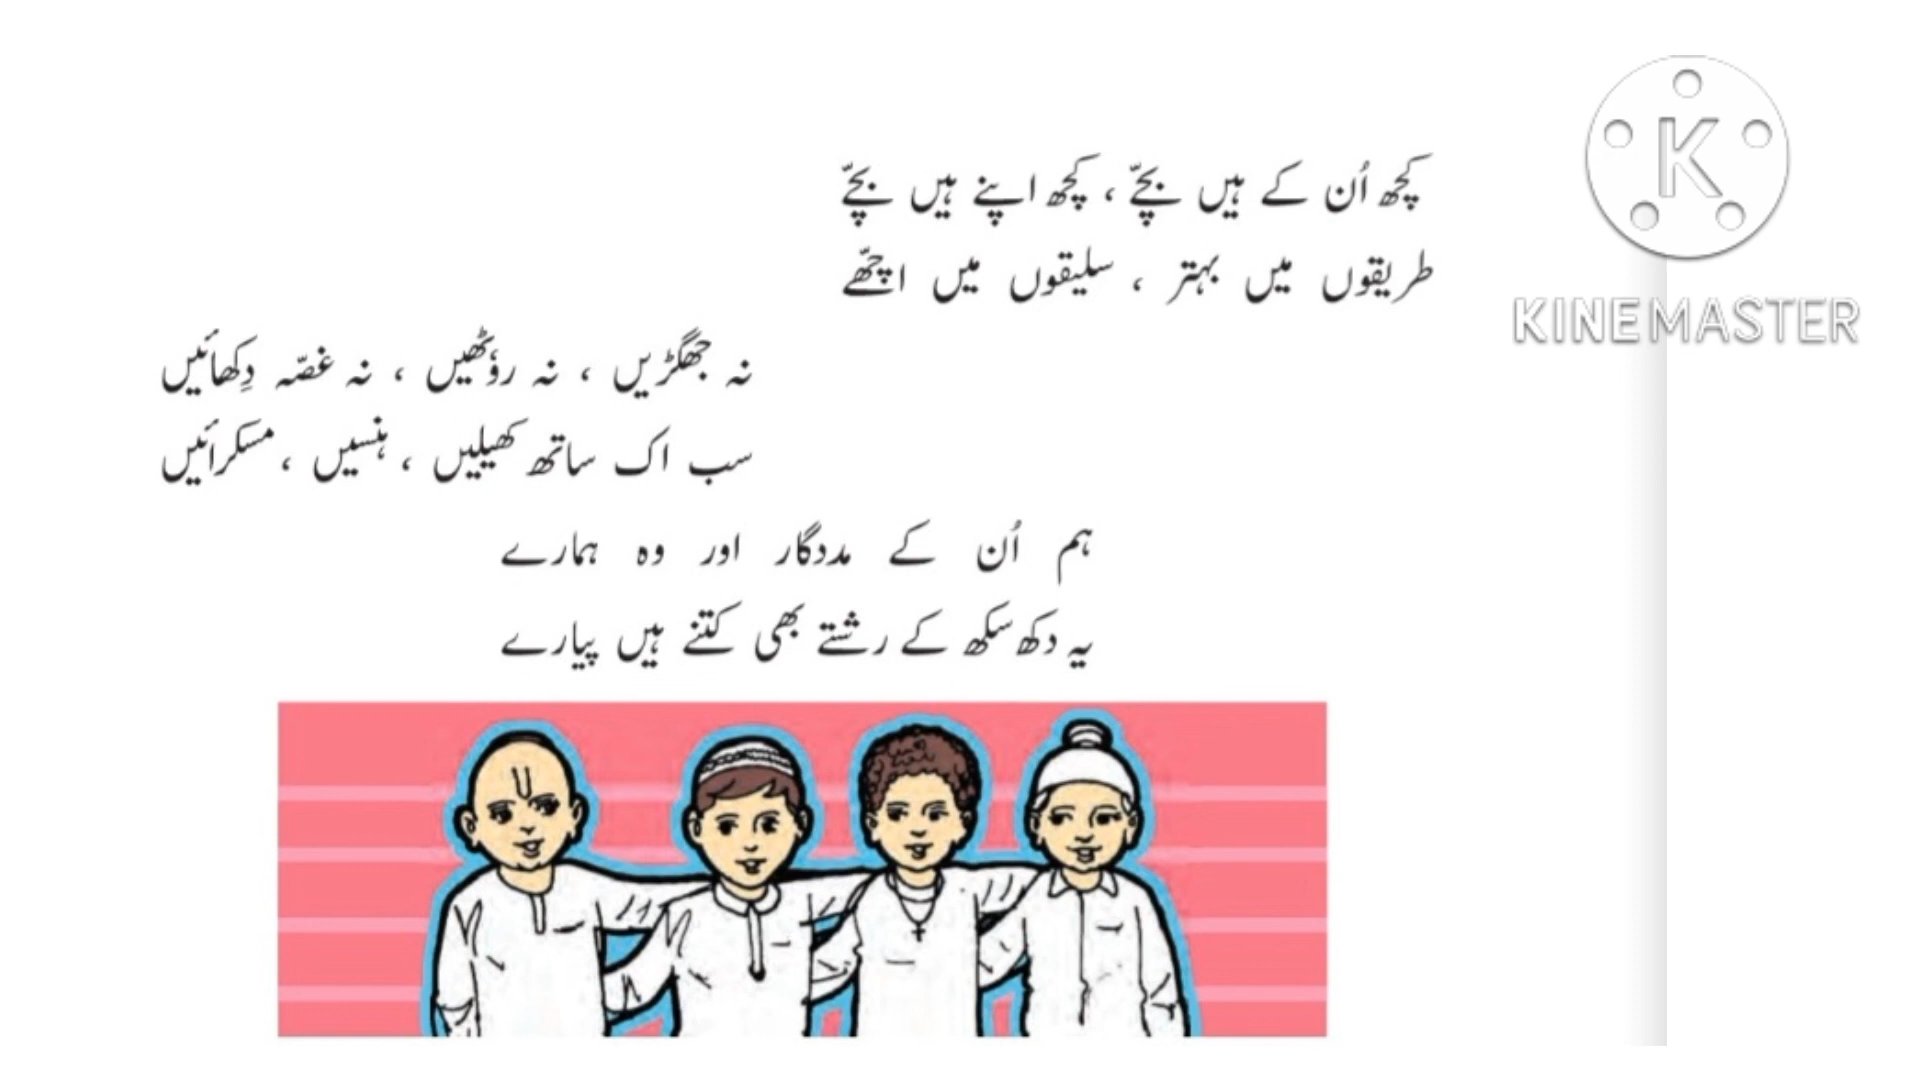 کچھ اُن کے ہیں بچّے ، کچھ اپنے ہیں بچّے
طریقوں میں بہتر ، سلیقوں میں اچھّے
نہ جھگڑیں ، نہ روٗٹھیں ، نہ غصّہ دِکھائیں
سب اک ساتھ کھیلیں ، ہنسیں ، مسکرائیں
ہم اُن کے مددگار اور وہ ہمارے
یہ دکھ سکھ کے رشتے بھی کتنے ہیں پیارے
K
KINEMASTER